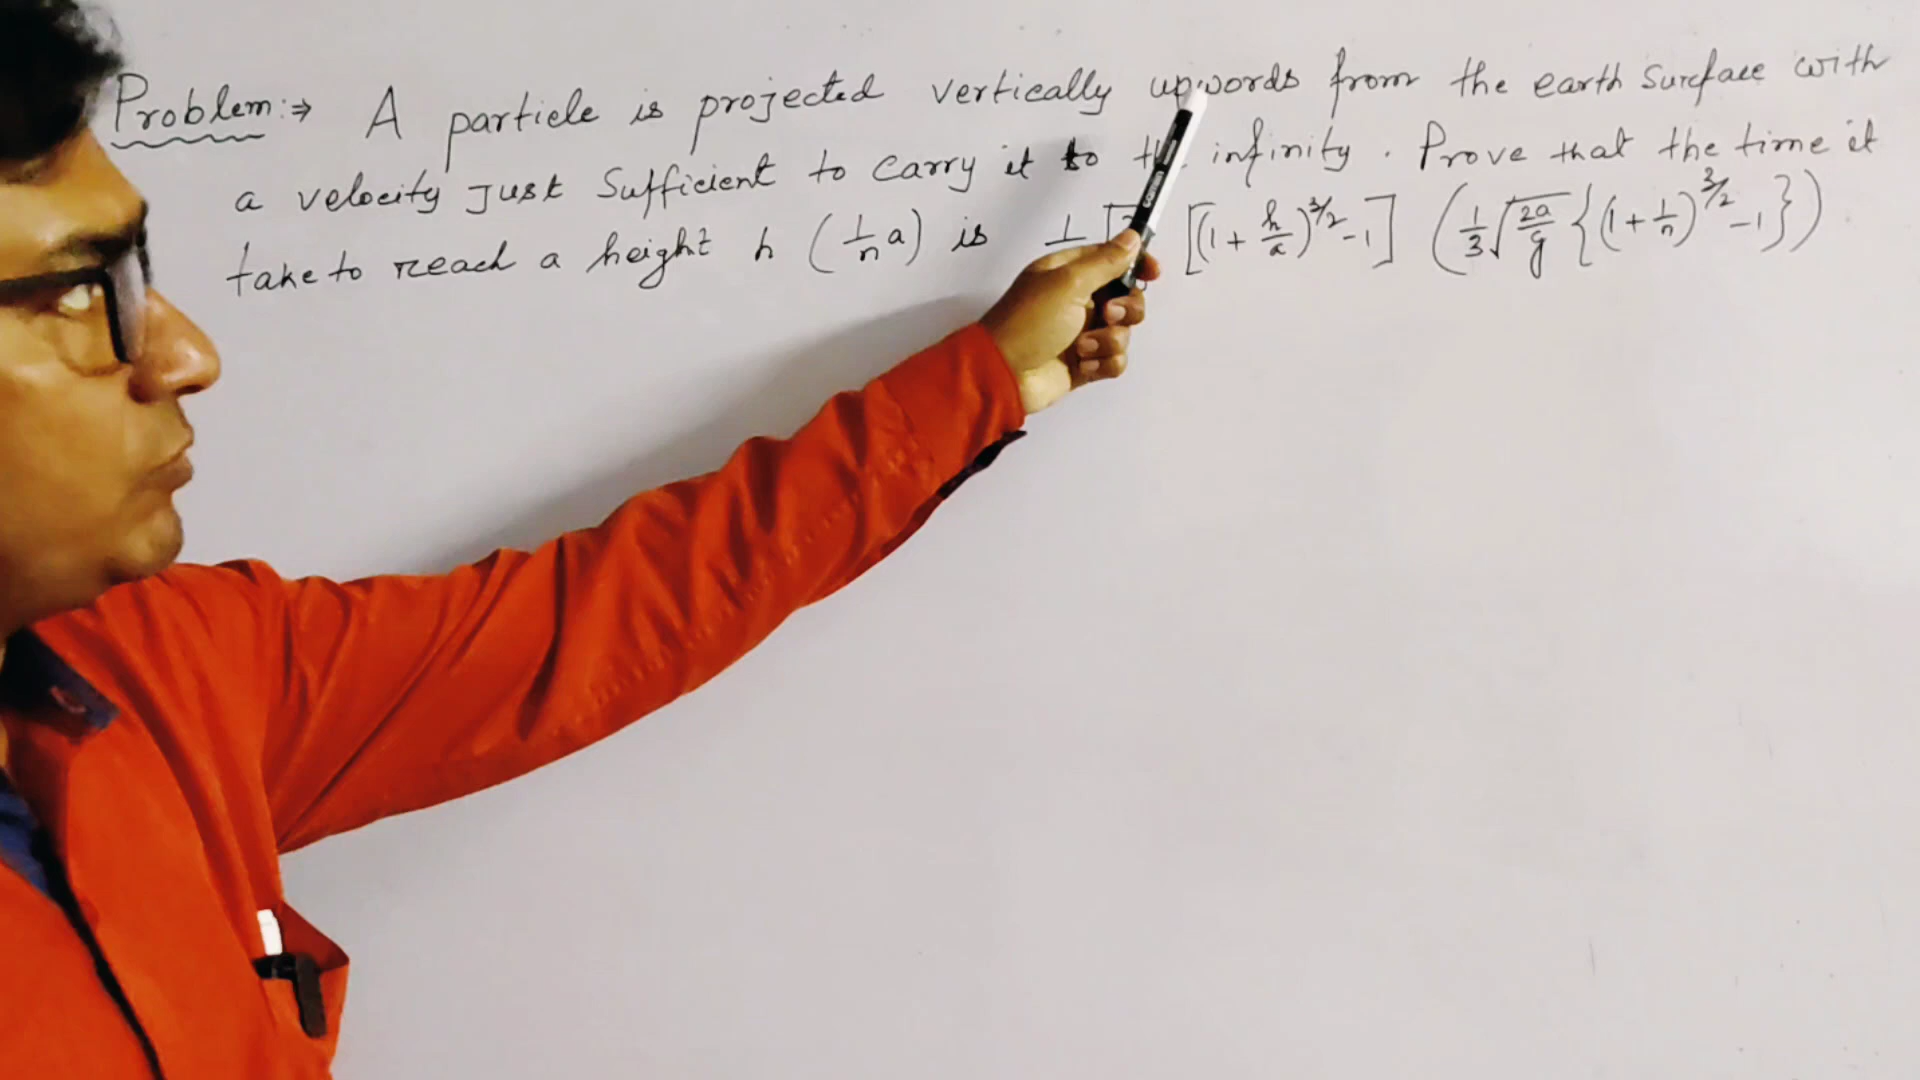 Problem:⇒ A particle is projected vertically upwords from the earth surface with
a velocity Just Sufficient to carry it to infinity. Prove that the time it
take to reach a height h (1/n a) is [(1 + h/a)^3/2 - 1] (1/3 √2a/g {(1 + 1/n)^3/2 - 1})